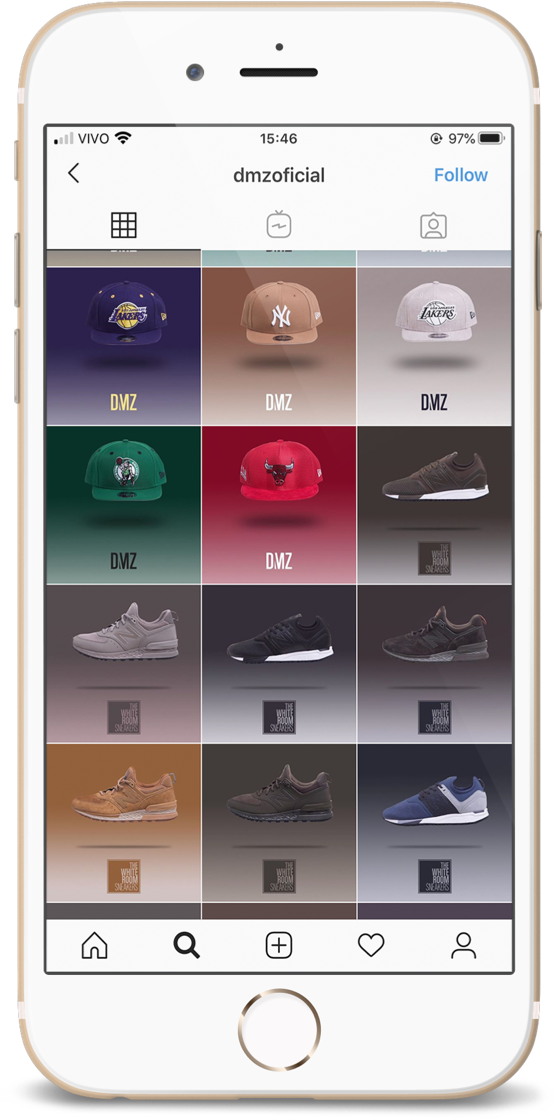 VIVO 15:46 97%
dmzoficial Follow
LAKERS NY LAKERS
DMZ DMZ DMZ
DMZ DMZ
THE
WHITE
ROOM
SNEAKERS
THE
WHITE
ROOM
SNEAKERS
THE
WHITE
ROOM
SNEAKERS
THE
WHITE
ROOM
SNEAKERS
THE
WHITE
ROOM
SNEAKERS
THE
WHITE
ROOM
SNEAKERS
THE
WHITE
ROOM
SNEAKERS